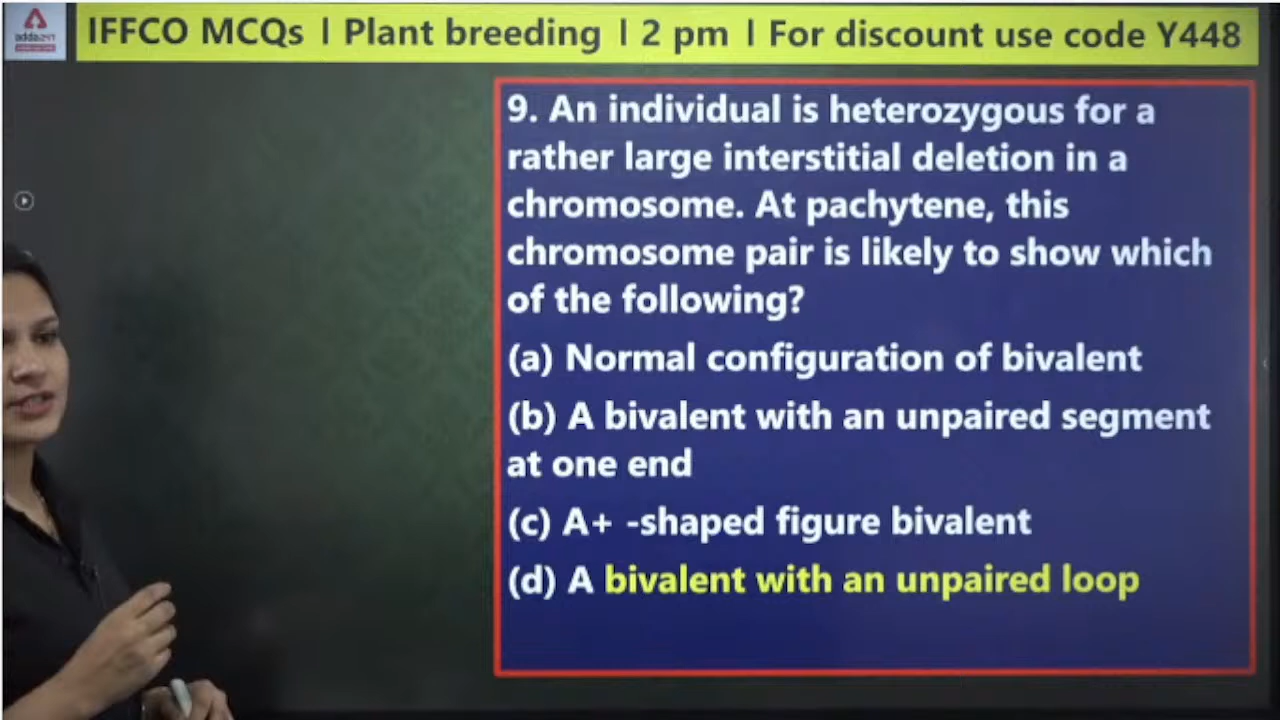 adda247
IFFCO MCQs I Plant breeding I 2 pm I For discount use code Y448
9. An individual is heterozygous for a
rather large interstitial deletion in a
chromosome. At pachytene, this
chromosome pair is likely to show which
of the following?
(a) Normal configuration of bivalent
(b) A bivalent with an unpaired segment
at one end
(c) A+ -shaped figure bivalent
(d) A bivalent with an unpaired loop